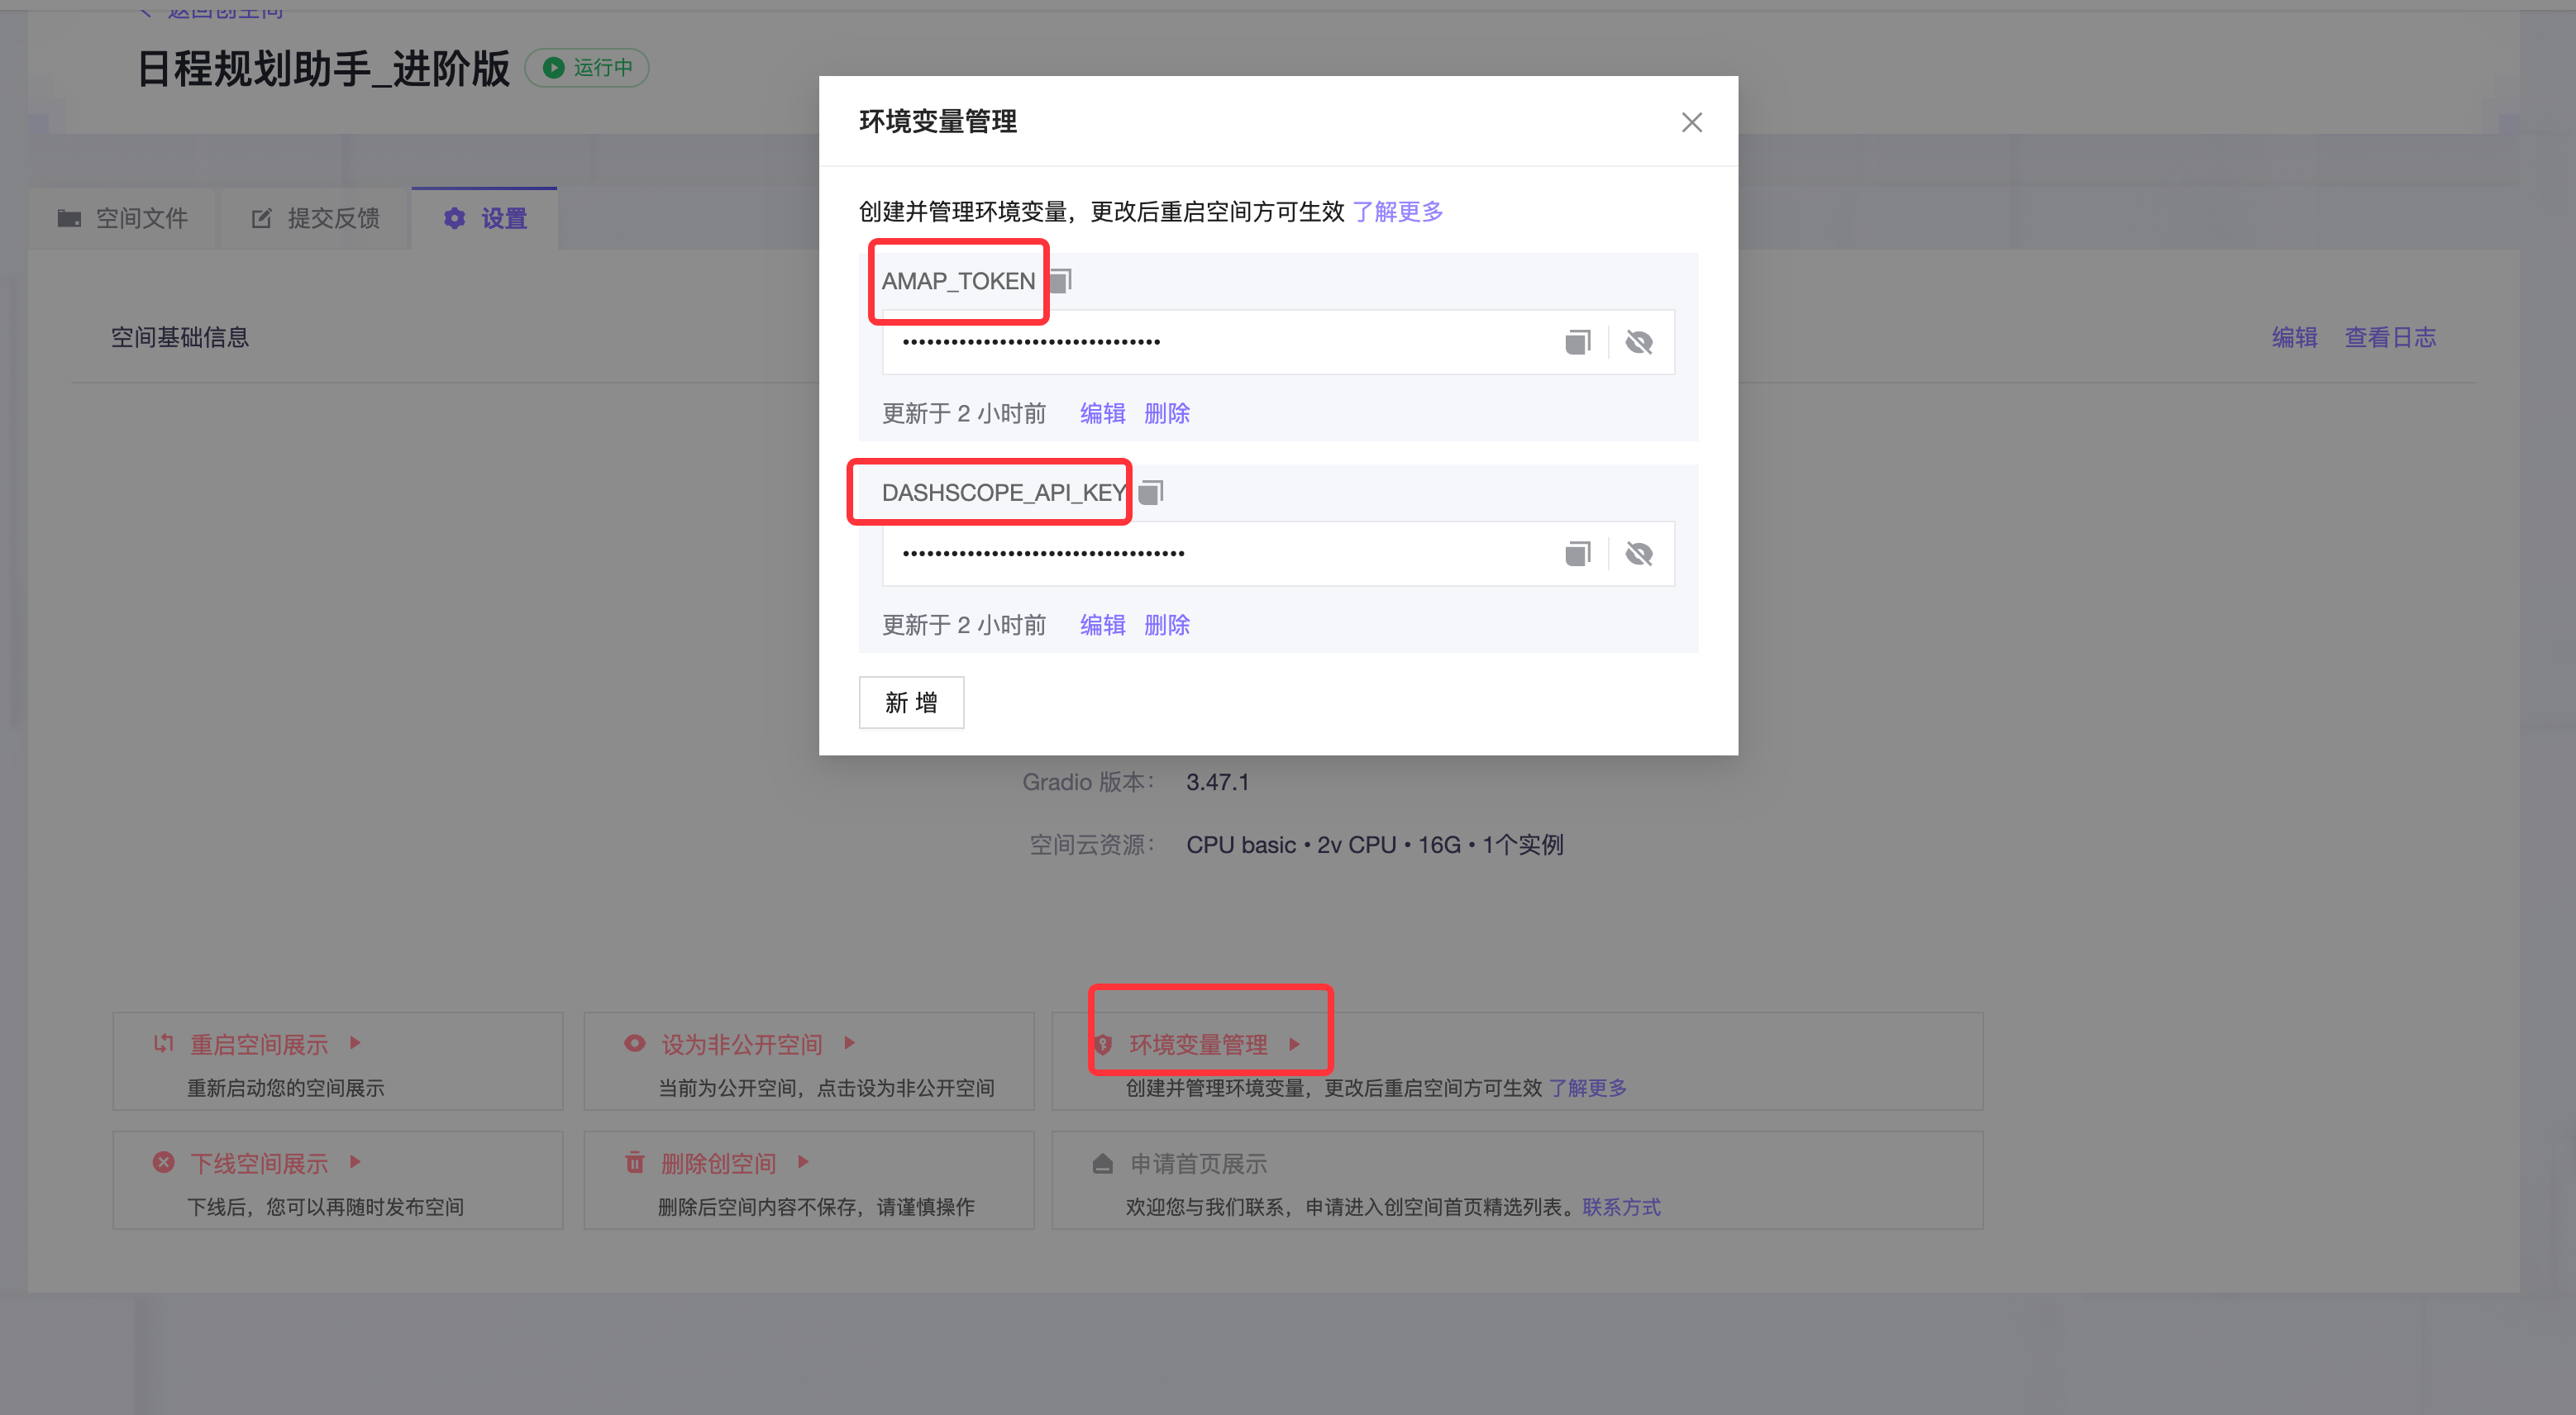 返回创空间
日程规划助手_进阶版
运行中
空间文件
提交反馈
设置
空间基础信息
编辑 查看日志
环境变量管理
创建并管理环境变量，更改后重启空间方可生效 了解更多
AMAP_TOKEN
••••••••••••••••••••••••••••••••
更新于 2 小时前 编辑 删除
DASHSCOPE_API_KEY
•••••••••••••••••••••••••••••••••••
更新于 2 小时前 编辑 删除
新 增
Gradio 版本： 3.47.1
空间云资源： CPU basic • 2v CPU • 16G • 1个实例
重启空间展示
重新启动您的空间展示
设为非公开空间
当前为公开空间，点击设为非公开空间
环境变量管理
创建并管理环境变量，更改后重启空间方可生效 了解更多
下线空间展示
下线后，您可以再随时发布空间
删除创空间
删除后空间内容不保存，请谨慎操作
申请首页展示
欢迎您与我们联系，申请进入创空间首页精选列表。联系方式